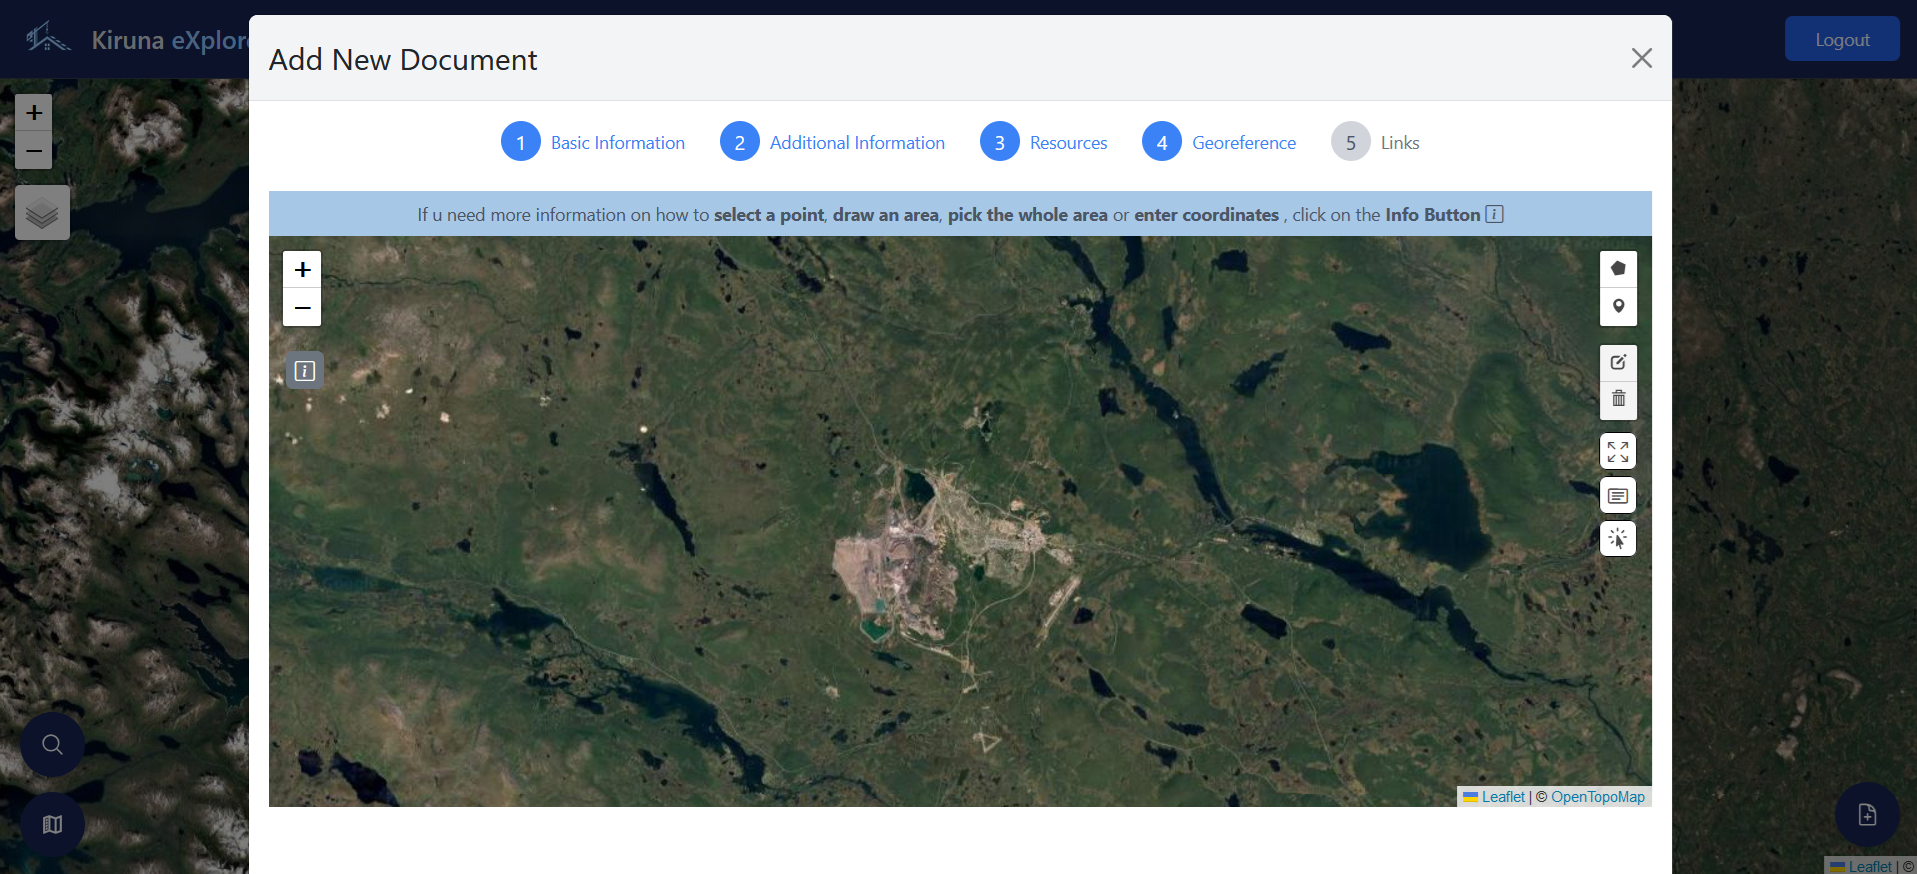 Kiruna eXplor
Add New Document
Logout
1 Basic Information 2 Additional Information 3 Resources 4 Georeference 5 Links
If u need more information on how to select a point, draw an area, pick the whole area or enter coordinates , click on the Info Button
+
−
+
−
Leaflet | © OpenTopoMap
Leaflet | ©